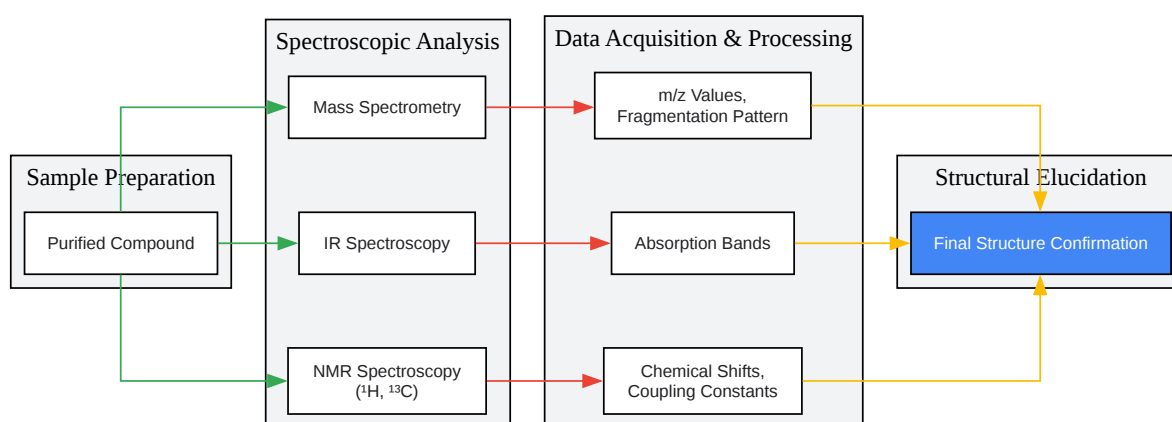 Spectroscopic Analysis
Data Acquisition & Processing
Mass Spectrometry
m/z Values,
Fragmentation Pattern
Sample Preparation
Structural Elucidation
Purified Compound
IR Spectroscopy
Absorption Bands
Final Structure Confirmation
NMR Spectroscopy
(¹H, ¹³C)
Chemical Shifts,
Coupling Constants